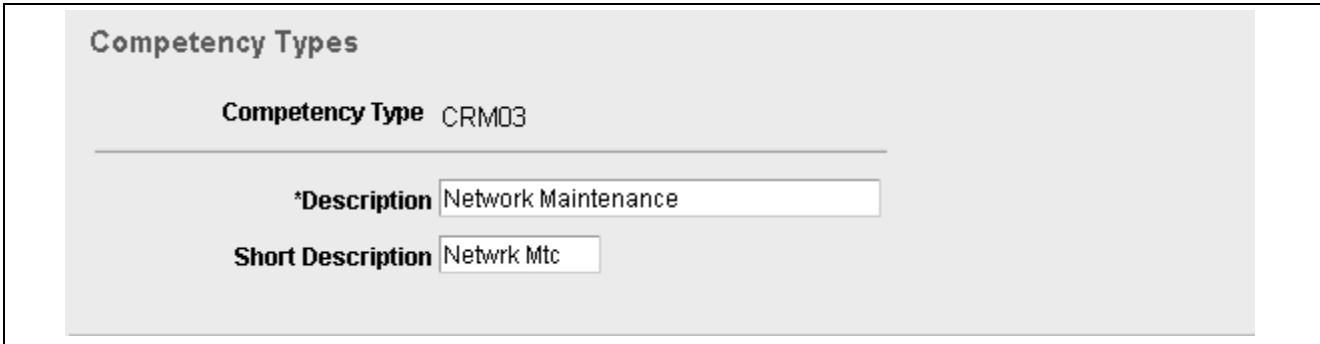 Competency Types
Competency Type CRM03
*Description Network Maintenance
Short Description Netwrk Mtc